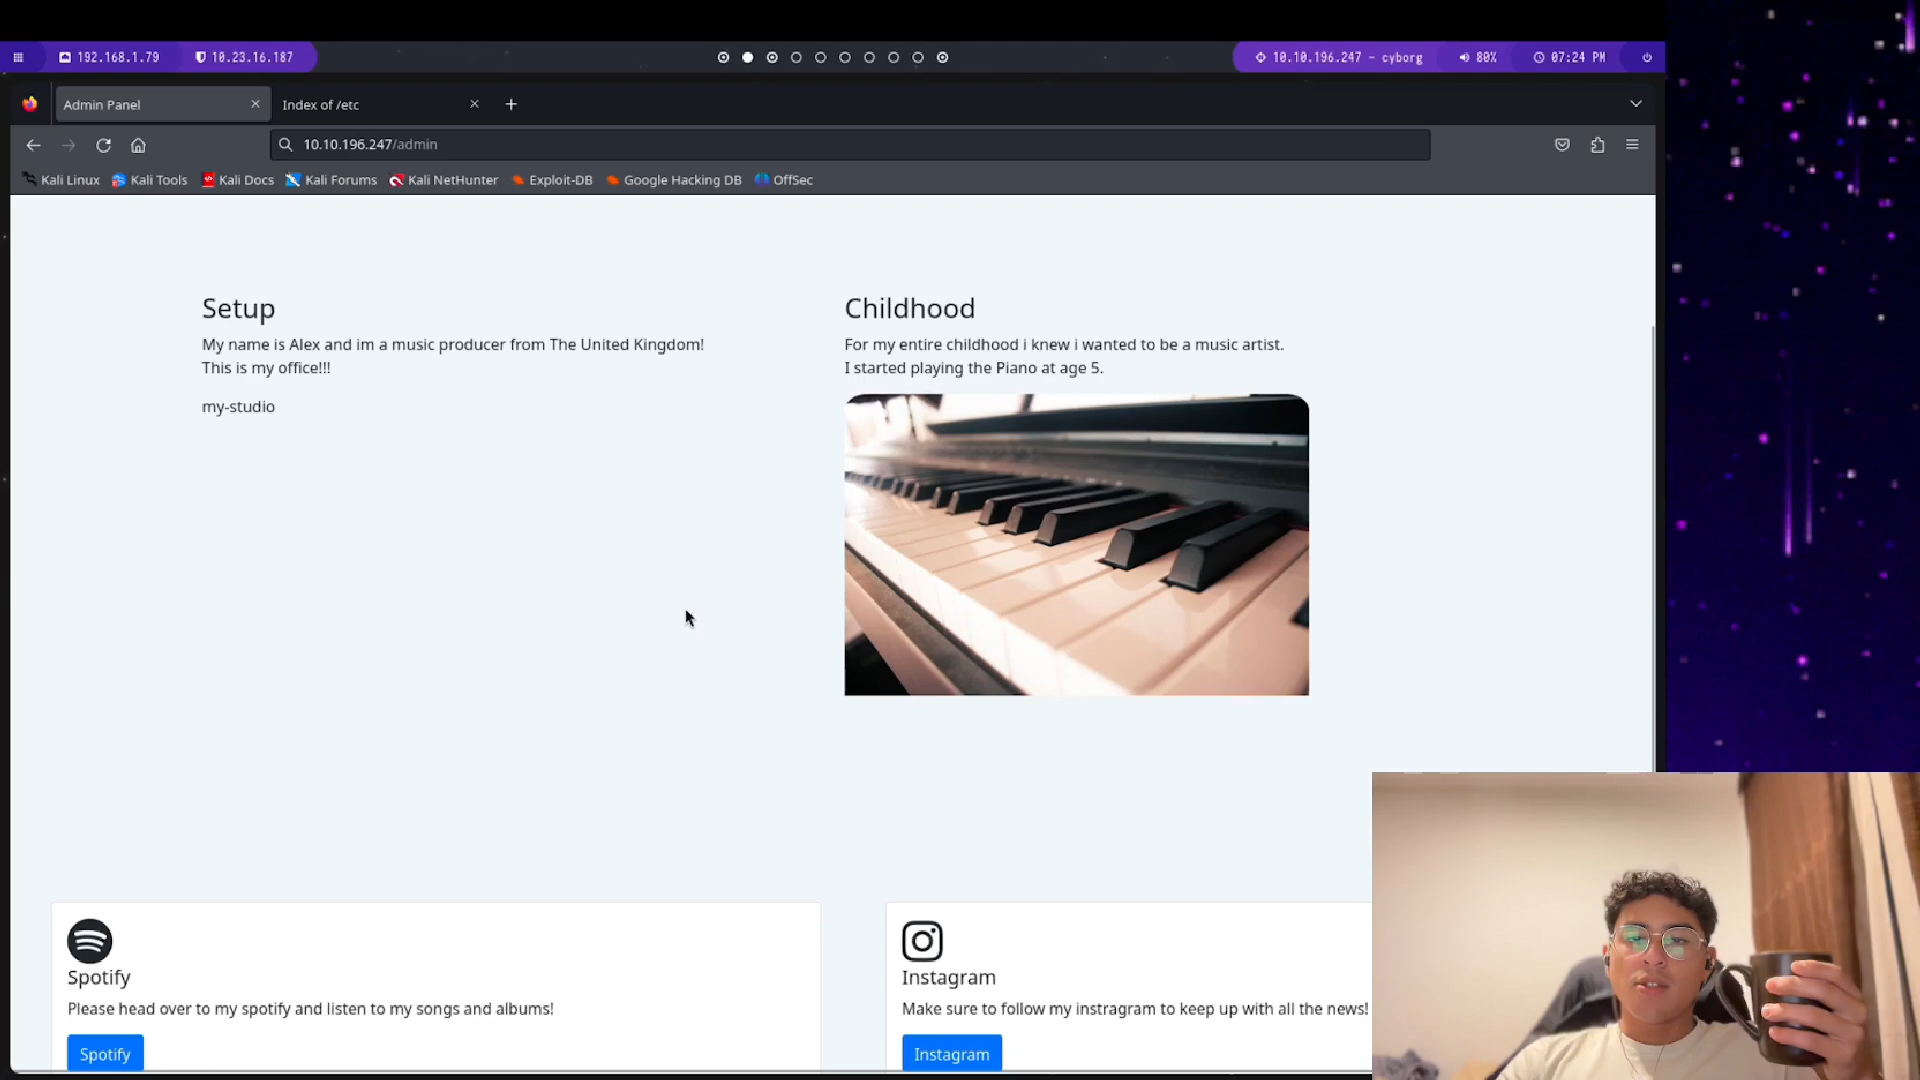 192.168.1.79
10.23.16.187
10.10.196.247 - cyborg
80%
07:24 PM
Admin Panel
Index of /etc
10.10.196.247/admin
Kali Linux
Kali Tools
Kali Docs
Kali Forums
Kali NetHunter
Exploit-DB
Google Hacking DB
OffSec
Setup
My name is Alex and im a music producer from The United Kingdom!
This is my office!!!
my-studio
Childhood
For my entire childhood i knew i wanted to be a music artist.
I started playing the Piano at age 5.
Spotify
Please head over to my spotify and listen to my songs and albums!
Spotify
Instagram
Make sure to follow my instragram to keep up with all the news!
Instagram